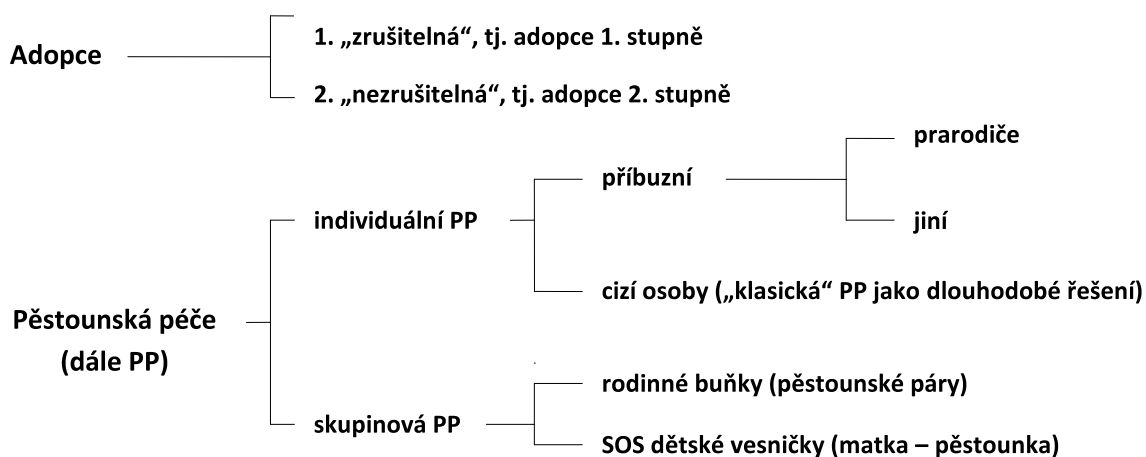 Adopce
1. „zrušitelná“, tj. adopce 1. stupně
2. „nezrušitelná“, tj. adopce 2. stupně
Pěstounská péče
(dále PP)
individuální PP
příbuzní
prarodiče
jiní
cizí osoby („klasická“ PP jako dlouhodobé řešení)
skupinová PP
rodinné buňky (pěstounské páry)
SOS dětské vesničky (matka – pěstounka)